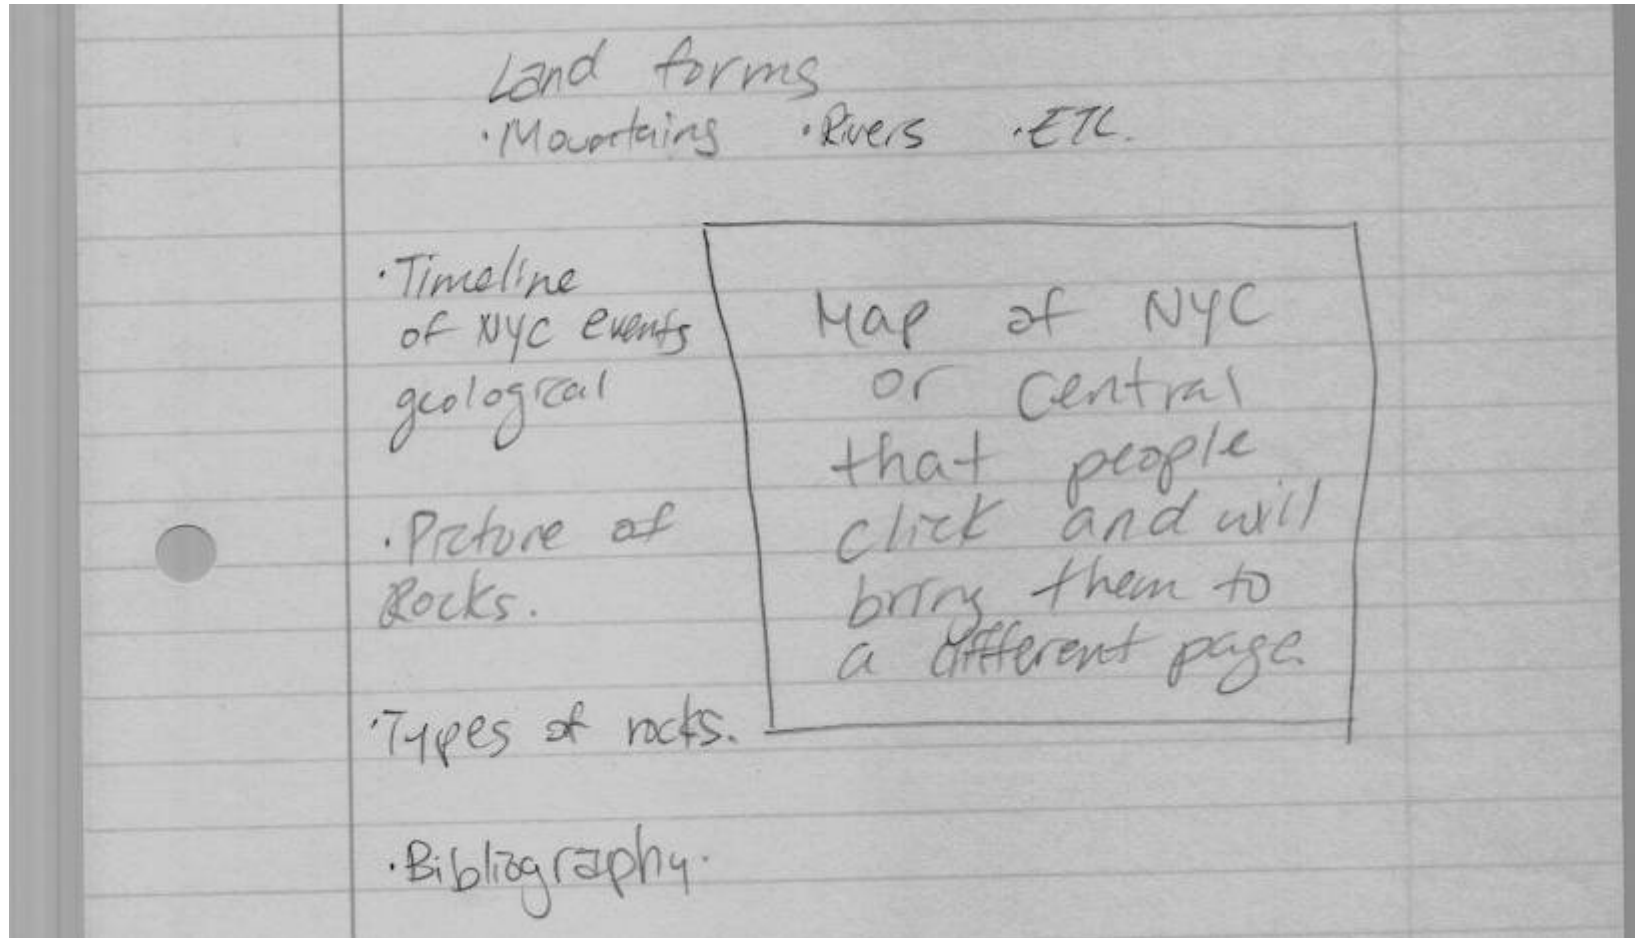 Land forms
·Mountains ·Rivers ·ETC.
·Timeline
of NYC events
geological
·Picture of
Rocks.
·Types of rocks.
·Bibliography.
Map of NYC
or Central
that people
click and will
bring them to
a different page.